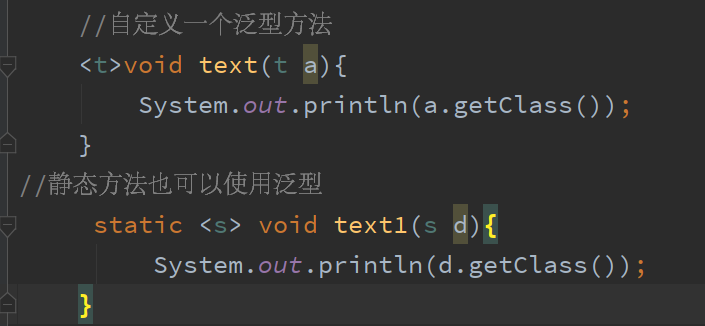 //自定义一个泛型方法
<t>void text(t a){
System.out.println(a.getClass());
}
//静态方法也可以使用泛型
static <s> void text1(s d){
System.out.println(d.getClass());
}